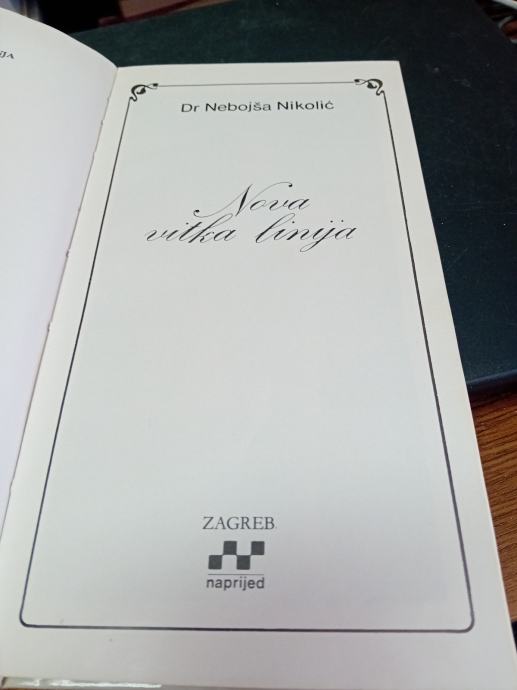 Dr Nebojša Nikolić
Nova
vitka linija
ZAGREB
naprijed